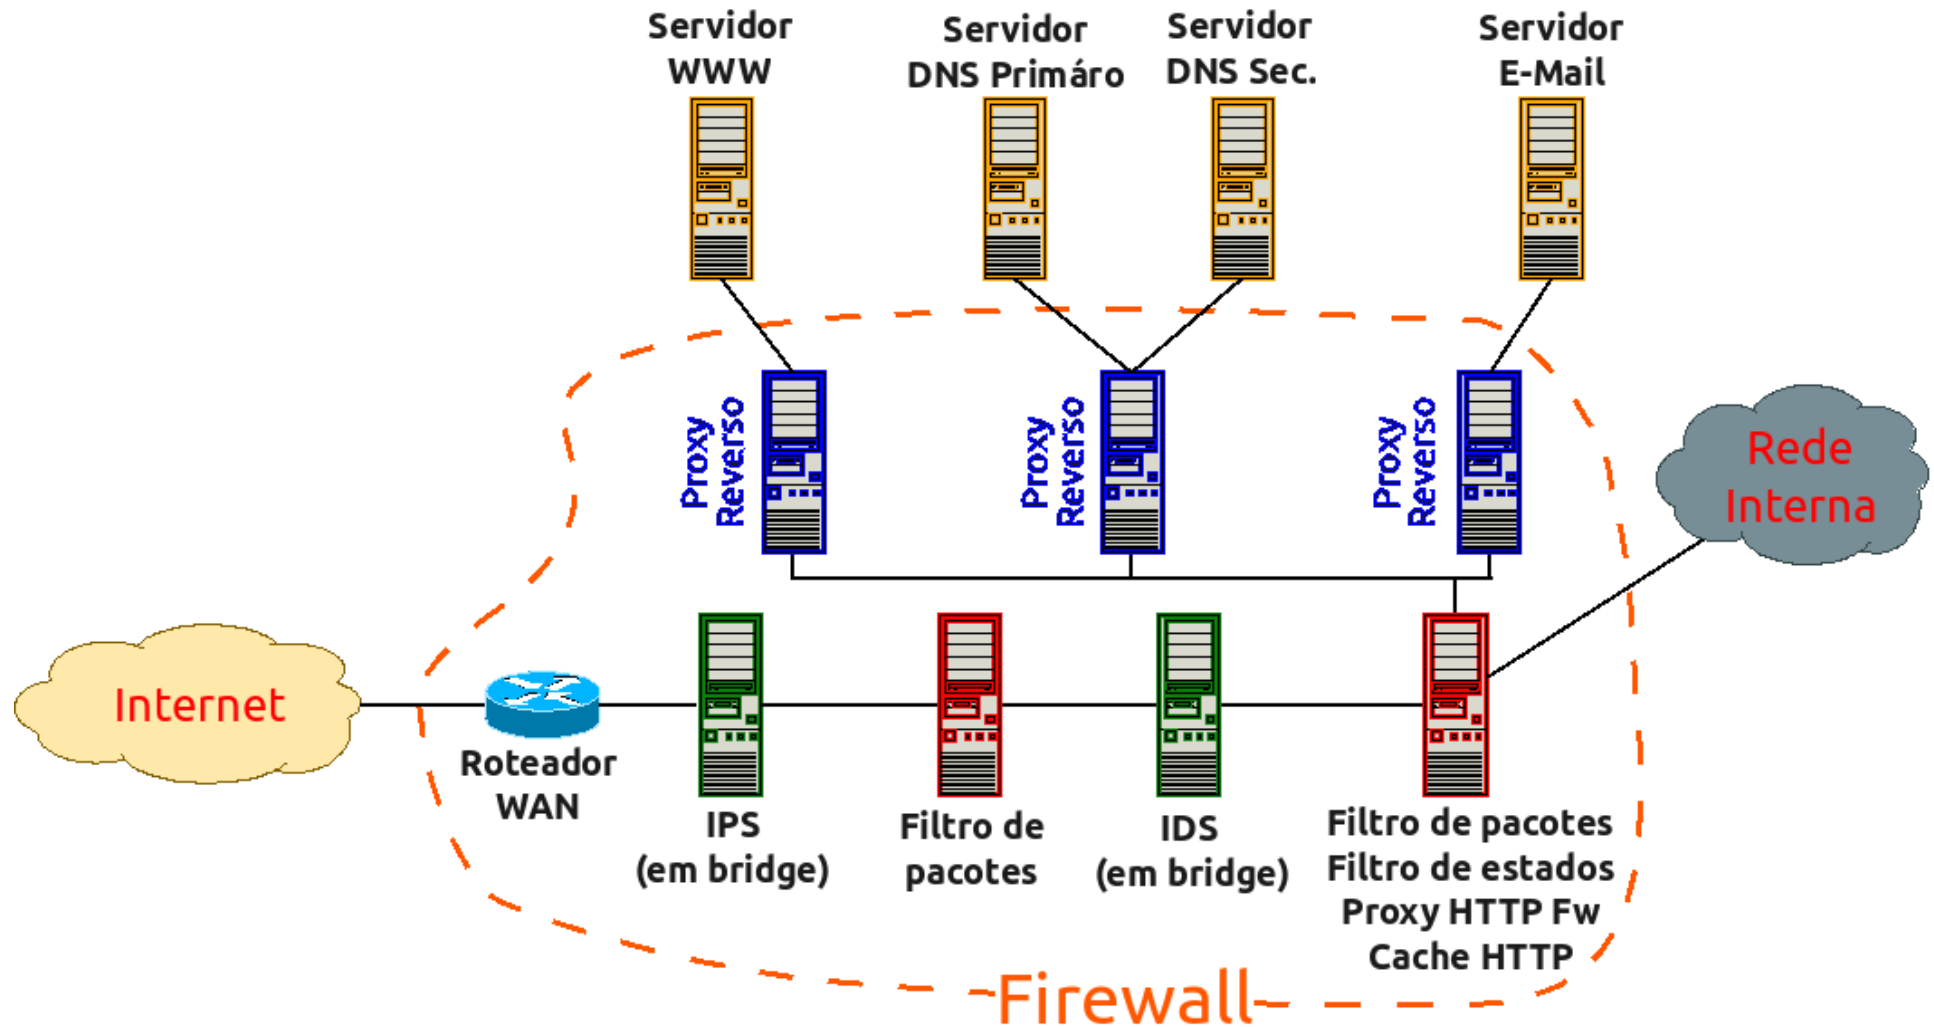 Servidor
WWW
Servidor
DNS Primáro
Servidor
DNS Sec.
Servidor
E-Mail
Proxy
Reverso
Proxy
Reverso
Proxy
Reverso
Rede
Interna
Internet
Roteador
WAN
IPS
(em bridge)
Filtro de
pacotes
IDS
(em bridge)
Filtro de pacotes
Filtro de estados
Proxy HTTP Fw
Cache HTTP
Firewall